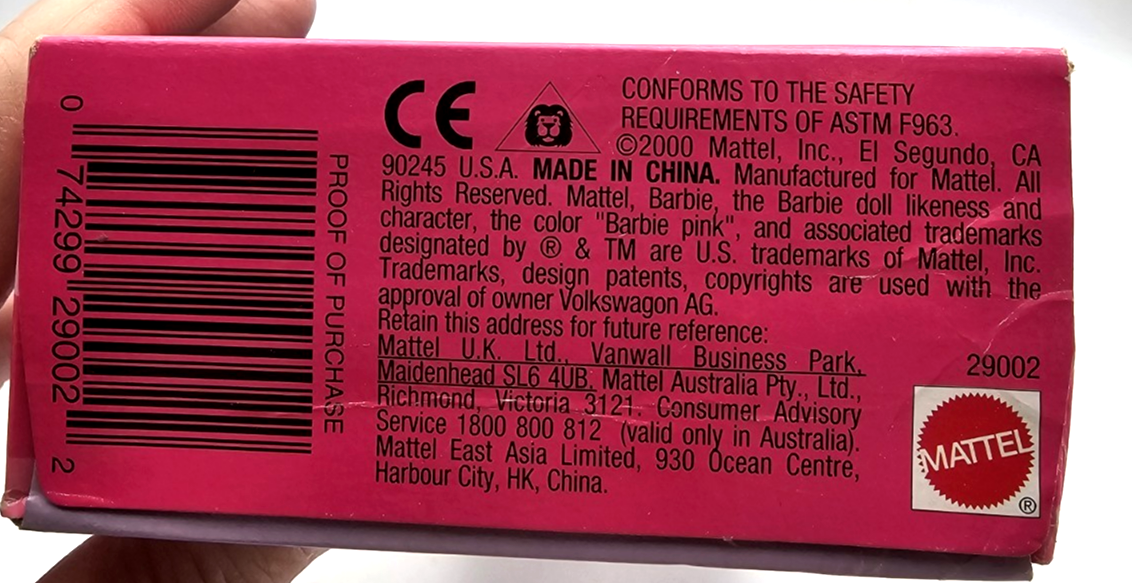 CE
CONFORMS TO THE SAFETY
REQUIREMENTS OF ASTM F963.
©2000 Mattel, Inc., El Segundo, CA
90245 U.S.A. MADE IN CHINA. Manufactured for Mattel. All
Rights Reserved. Mattel, Barbie, the Barbie doll likeness and
character, the color "Barbie pink", and associated trademarks
designated by ® & TM are U.S. trademarks of Mattel, Inc.
Trademarks, design patents, copyrights are used with the
approval of owner Volkswagon AG.
Retain this address for future reference:
Mattel U.K. Ltd., Vanwall Business Park,
Maidenhead SL6 4UB. Mattel Australia Pty., Ltd.,
Richmond, Victoria 3121. Consumer Advisory
Service 1800 800 812 (valid only in Australia).
Mattel East Asia Limited, 930 Ocean Centre,
Harbour City, HK, China.
29002
MATTEL
®
PROOF OF PURCHASE
0 74299 29002 2